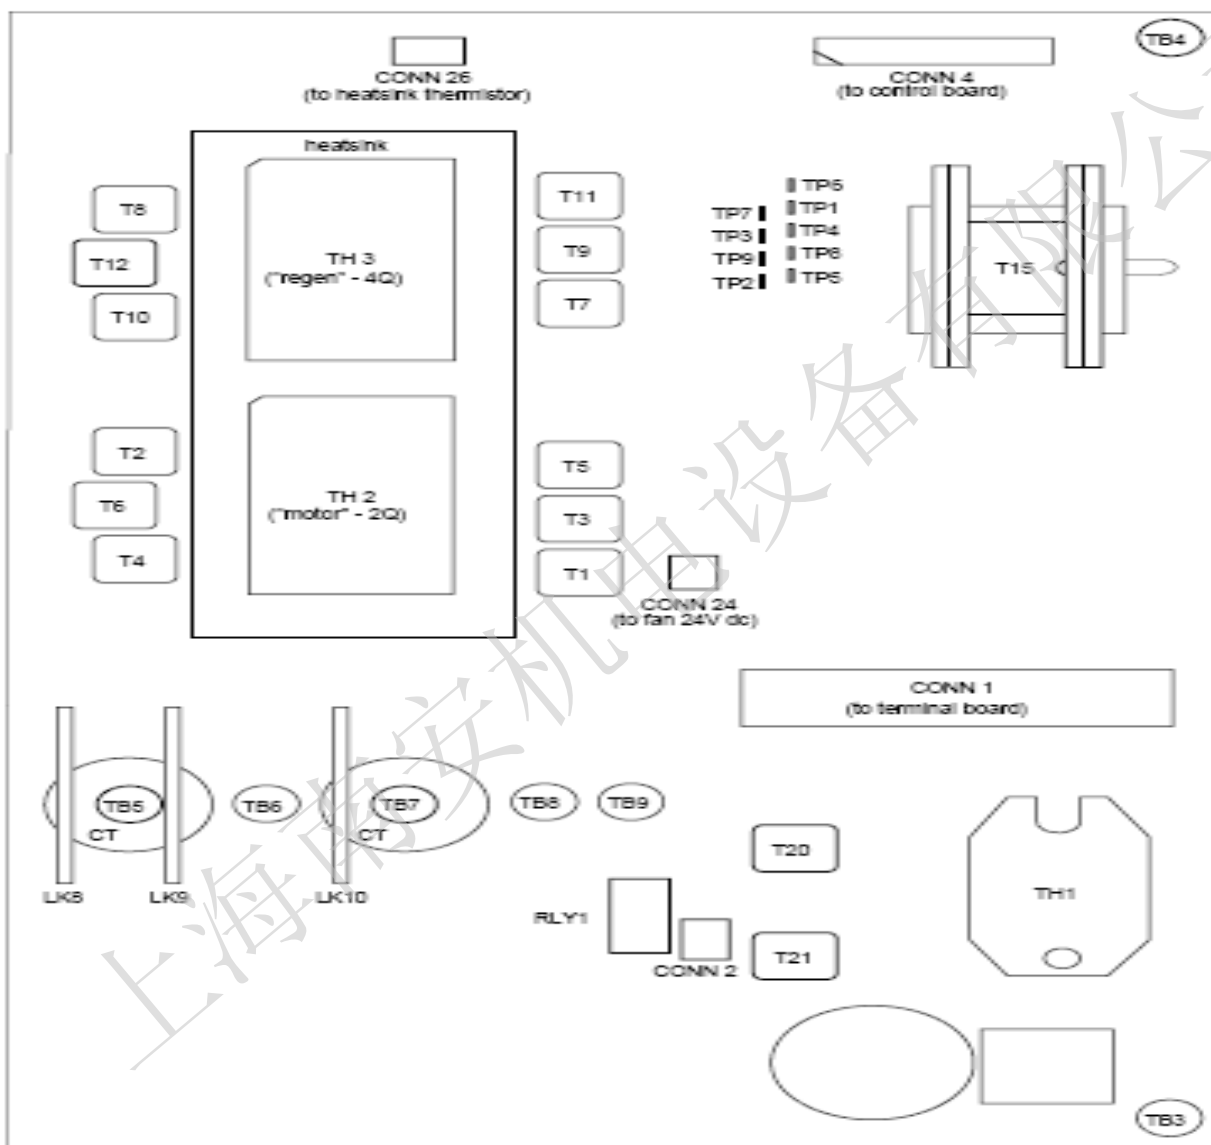 TB4
CONN 26
(to heatsink thermistor)
CONN 4
(to control board)
heatsink
TH 3
("regen" - 4Q)
T8
T12
T10
T11
T9
T7
TP7
TP3
TP9
TP2
TP1
TP4
TP5
T15
TH 2
("motor" - 2Q)
T2
T6
T4
T5
T3
T1
CONN 24
(to fan 24V dc)
CONN 1
(to terminal board)
TB5
CT
TB6
TB7
CT
TB8
TB9
LK8
LK9
LK10
T20
TH1
RLY1
CONN 2
T21
TB3
上海 安机电设备有限公